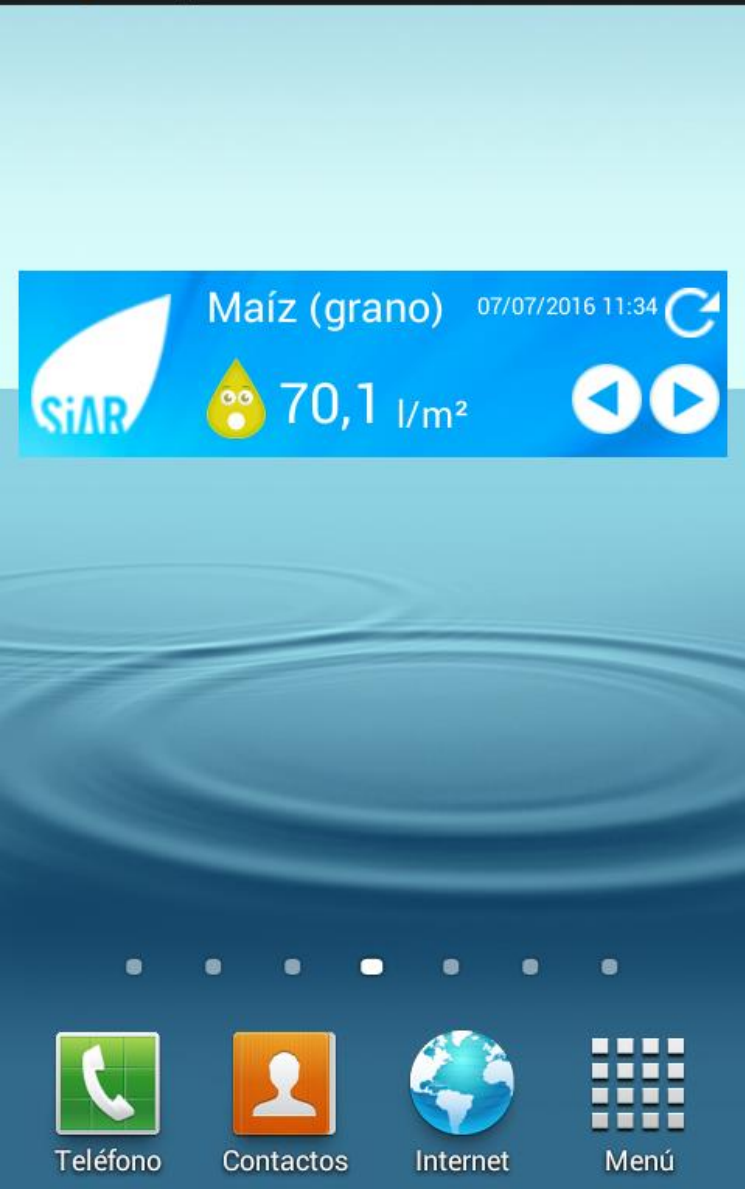 Maíz (grano) 07/07/2016 11:34
SiAR
70,1 l/m²
Teléfono Contactos Internet Menú